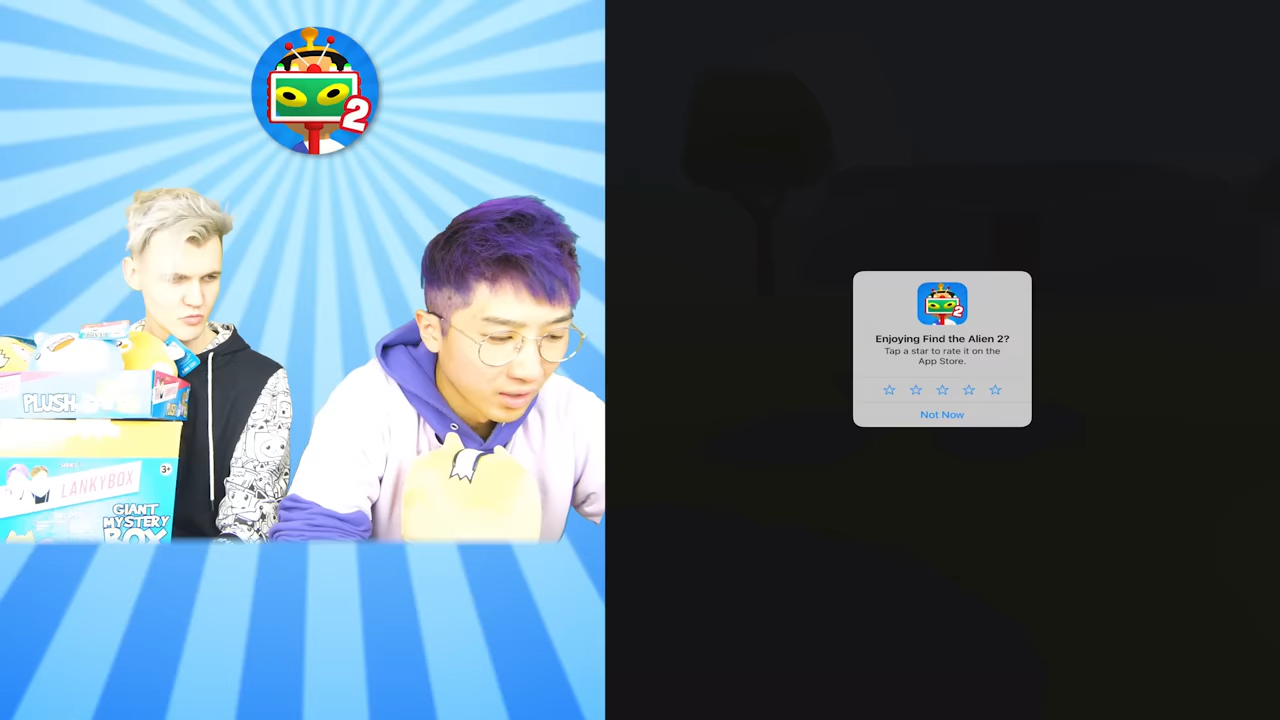 2
PLUSH
LANKYBOX
3+
GIANT
MYSTERY
BOX
2
Enjoying Find the Alien 2?
Tap a star to rate it on the
App Store.
Not Now